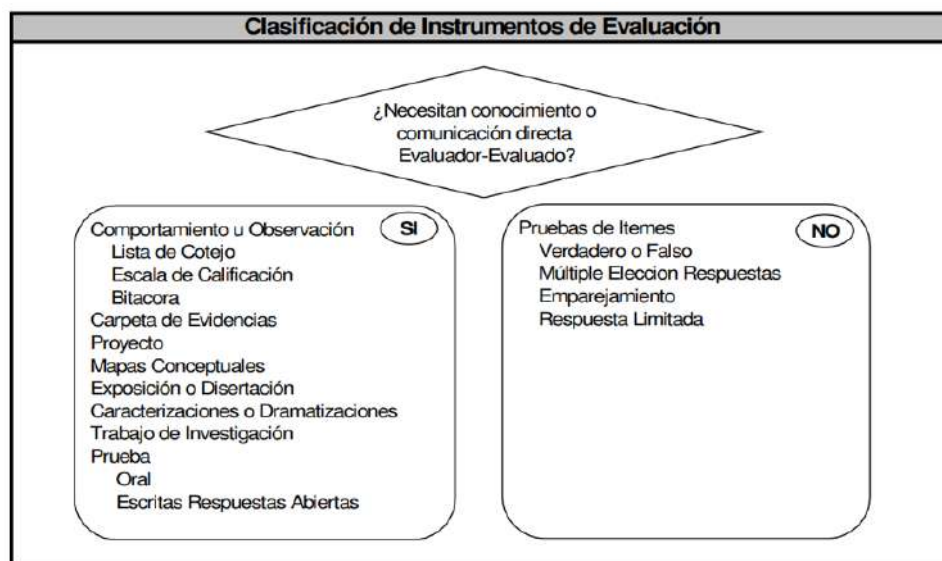 Clasificación de Instrumentos de Evaluación
¿Necesitan conocimiento o
comunicación directa
Evaluador-Evaluado?
Comportamiento u Observación
SI
Lista de Cotejo
Escala de Calificación
Bitacora
Carpeta de Evidencias
Proyecto
Mapas Conceptuales
Exposición o Disertación
Caracterizaciones o Dramatizaciones
Trabajo de Investigación
Prueba
Oral
Escritas Respuestas Abiertas
Pruebas de Itemes
NO
Verdadero o Falso
Múltiple Eleccion Respuestas
Emparejamiento
Respuesta Limitada